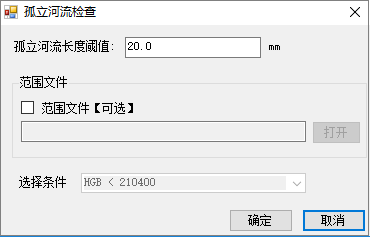 孤立河流检查
孤立河流长度阈值: 20.0 mm
范围文件
范围文件【可选】
打开
选择条件 HGB < 210400
确定 取消